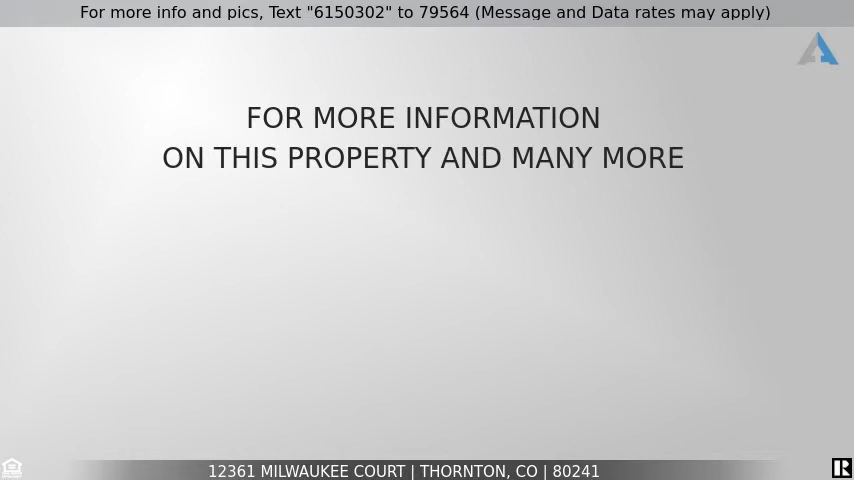 For more info and pics, Text "6150302" to 79564 (Message and Data rates may apply)
FOR MORE INFORMATION
ON THIS PROPERTY AND MANY MORE
12361 MILWAUKEE COURT | THORNTON, CO | 80241